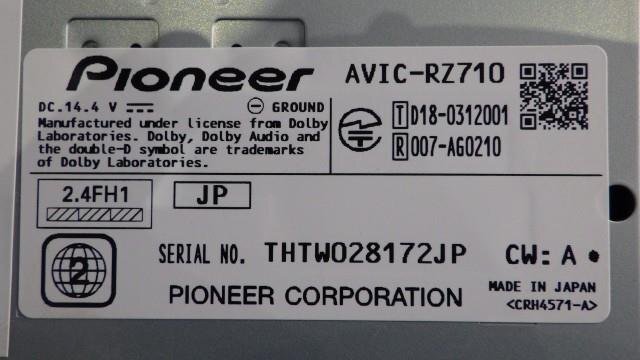 Pioneer AVIC-RZ710
DC.14.4 V GROUND
Manufactured under license from Dolby
Laboratories. Dolby, Dolby Audio and
the double-D symbol are trademarks
of Dolby Laboratories.
T D18-0312001
R 007-AG0210
2.4FH1 JP
2
SERIAL NO. THTW028172JP CW: A
PIONEER CORPORATION
MADE IN JAPAN
<CRH4571-A>